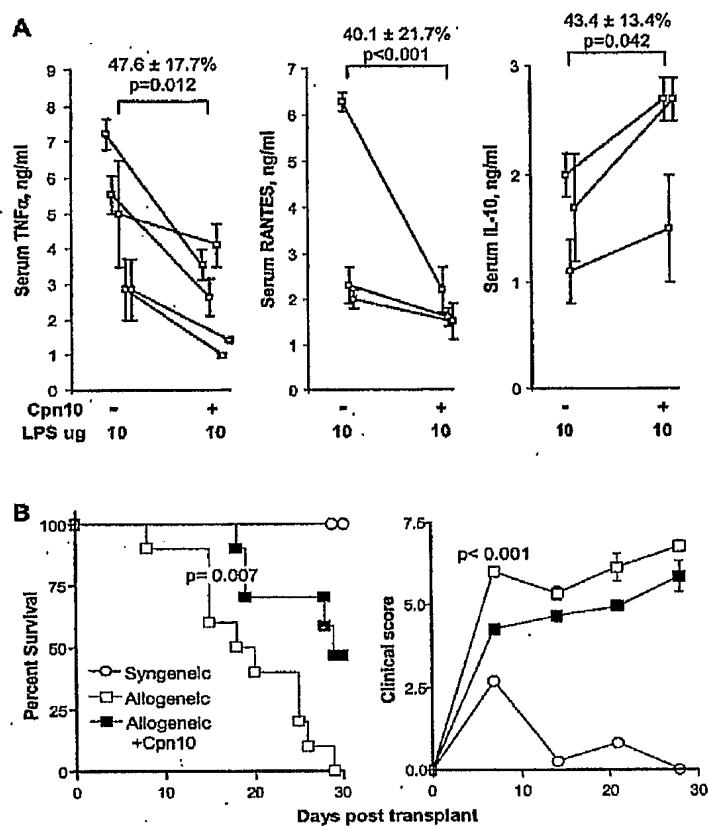 A
47.6 ± 17.7%
p=0.012
40.1 ± 21.7%
p<0.001
43.4 ± 13.4%
p=0.042
Serum TNFα, ng/ml
9
8
7
6
5
4
3
2
1
0
Serum RANTES, ng/ml
7
6
5
4
3
2
1
0
Serum IL-10, ng/ml
3
2
1
0
Cpn10 - + - + - +
LPS ug 10 10 10 10 10 10
B
Percent Survival
100
75
50
25
0
p= 0.007
Syngeneic
Allogeneic
Allogeneic
+Cpn10
0 10 20 30
Clinical score
7.5
5.0
2.5
0.0
p< 0.001
0 10 20 30
Days post transplant